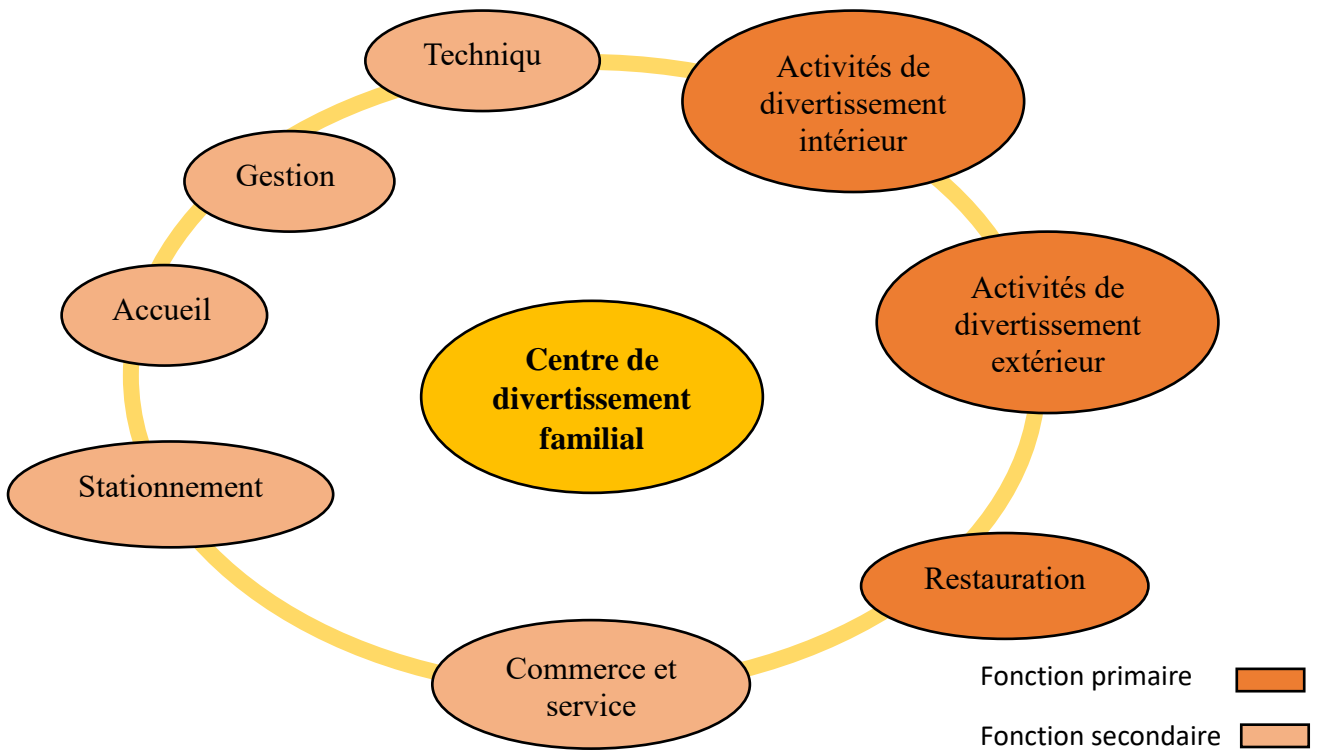 Techniqu
Activités de
divertissement
intérieur
Gestion
Accueil
Activités de
divertissement
extérieur
Centre de
divertissement
familial
Stationnement
Restauration
Commerce et
service
Fonction primaire
Fonction secondaire